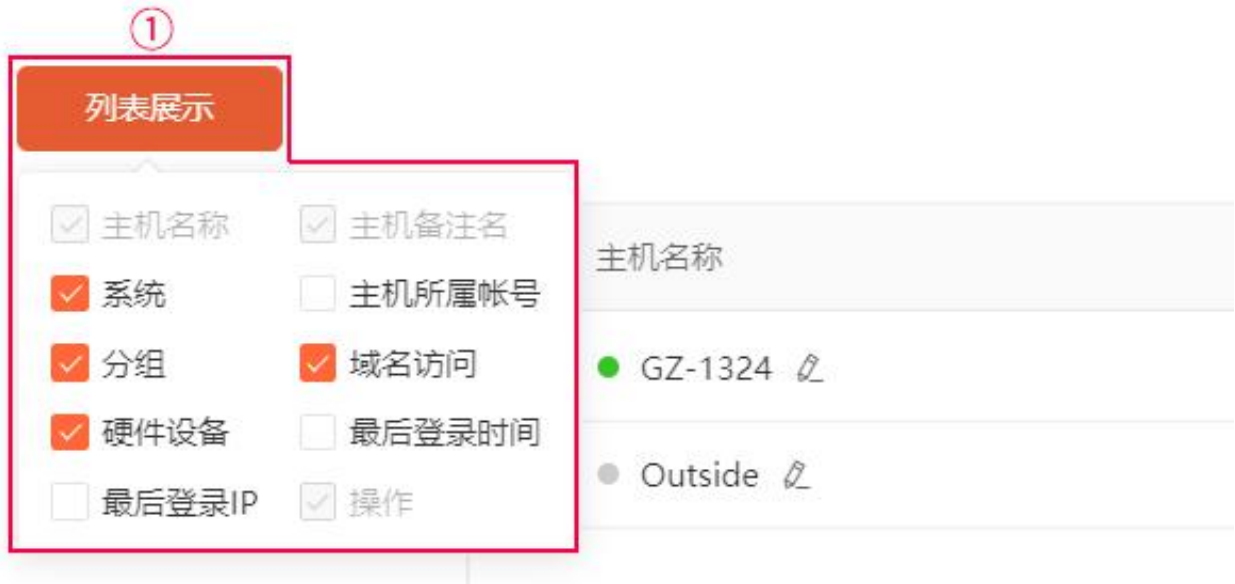 ①
列表展示
主机名称 主机备注名
系统 主机所属帐号
分组 域名访问
硬件设备 最后登录时间
最后登录IP 操作
主机名称
GZ-1324
Outside